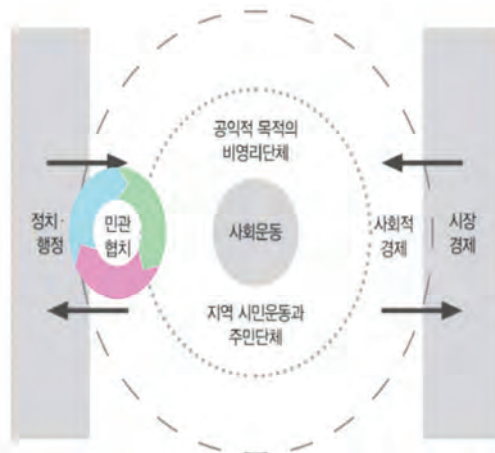 공익적 목적의
비영리단체
정치·
행정
민관
협치
사회운동
사회적
경제
시장
경제
지역 시민운동과
주민단체